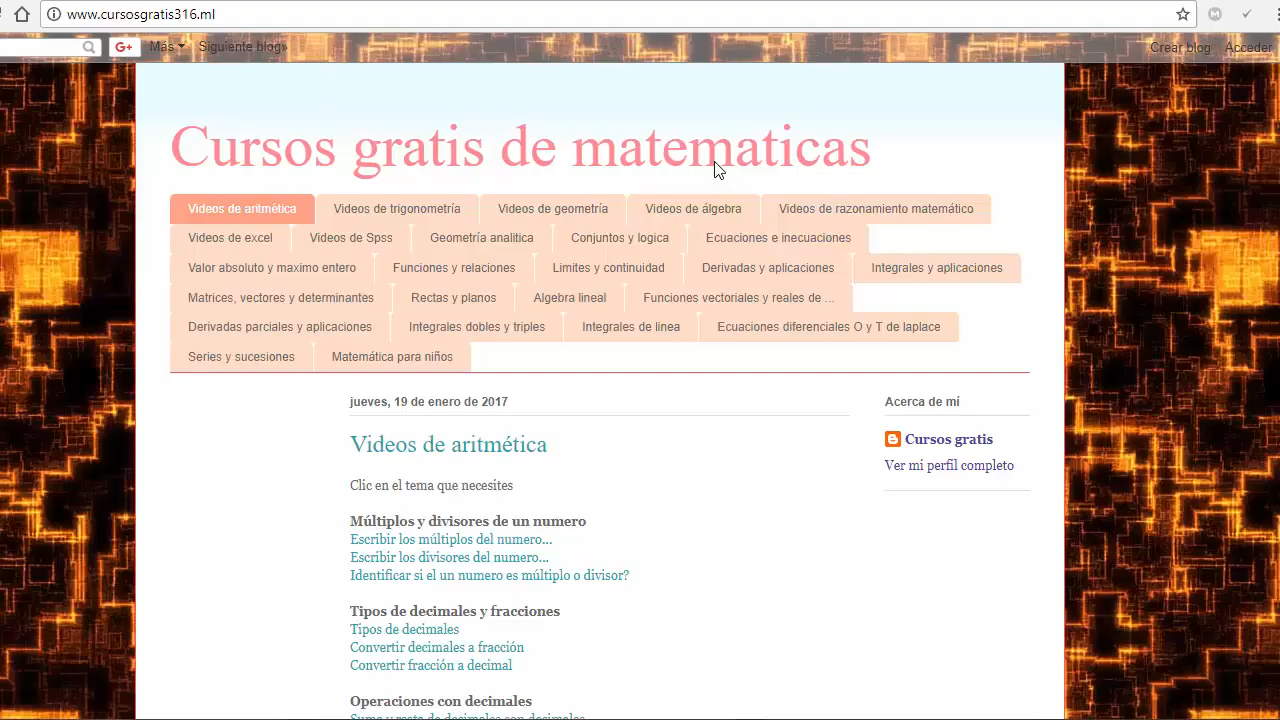 www.cursosgratis316.ml
G+ Más Siguiente blog» Crear blog Acceder
Cursos gratis de matematicas
Videos de aritmética Videos de trigonometría Videos de geometría Videos de álgebra Videos de razonamiento matemático
Videos de excel Videos de Spss Geometría analitica Conjuntos y logica Ecuaciones e inecuaciones
Valor absoluto y maximo entero Funciones y relaciones Limites y continuidad Derivadas y aplicaciones Integrales y aplicaciones
Matrices, vectores y determinantes Rectas y planos Algebra lineal Funciones vectoriales y reales de ...
Derivadas parciales y aplicaciones Integrales dobles y triples Integrales de linea Ecuaciones diferenciales O y T de laplace
Series y sucesiones Matemática para niños
jueves, 19 de enero de 2017
Videos de aritmética
Clic en el tema que necesites
Múltiplos y divisores de un numero
Escribir los múltiplos del numero...
Escribir los divisores del numero...
Identificar si el un numero es múltiplo o divisor?
Tipos de decimales y fracciones
Tipos de decimales
Convertir decimales a fracción
Convertir fracción a decimal
Operaciones con decimales
Suma y resta de decimales con decimales
Acerca de mí
Cursos gratis
Ver mi perfil completo